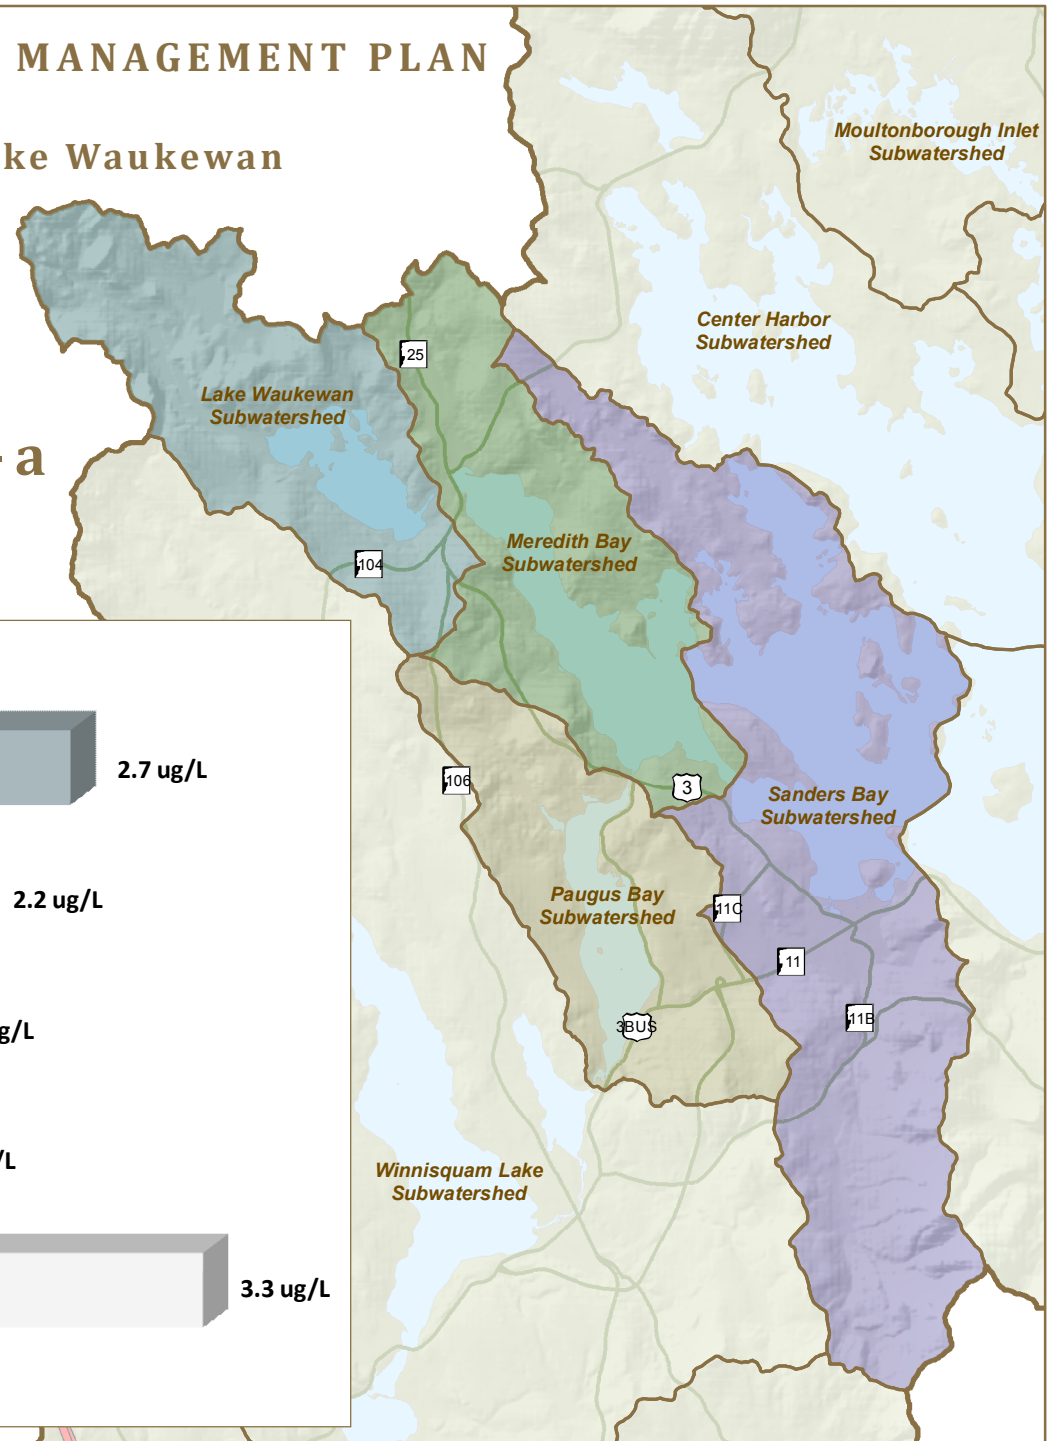 MANAGEMENT PLAN
ke Waukewan
-a
Moultonborough Inlet
Subwatershed
Center Harbor
Subwatershed
25
Lake Waukewan
Subwatershed
Meredith Bay
Subwatershed
104
2.7 ug/L
106
3
Sanders Bay
Subwatershed
2.2 ug/L
Paugus Bay
Subwatershed
11C
11
g/L
3BUS
11B
/L
Winnisquam Lake
Subwatershed
3.3 ug/L